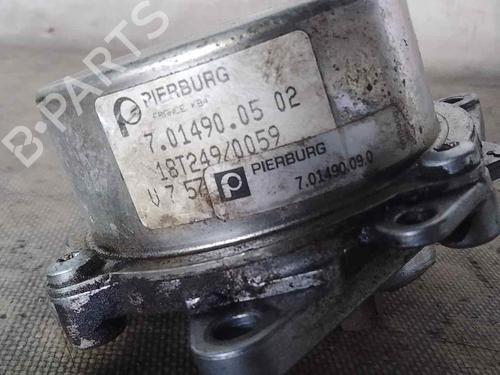 PIERBURG
FRANCE KBA
7.01490.05 02
18T249/0059
V 7 57
PIERBURG
7.01490.09.0
B-PARTS